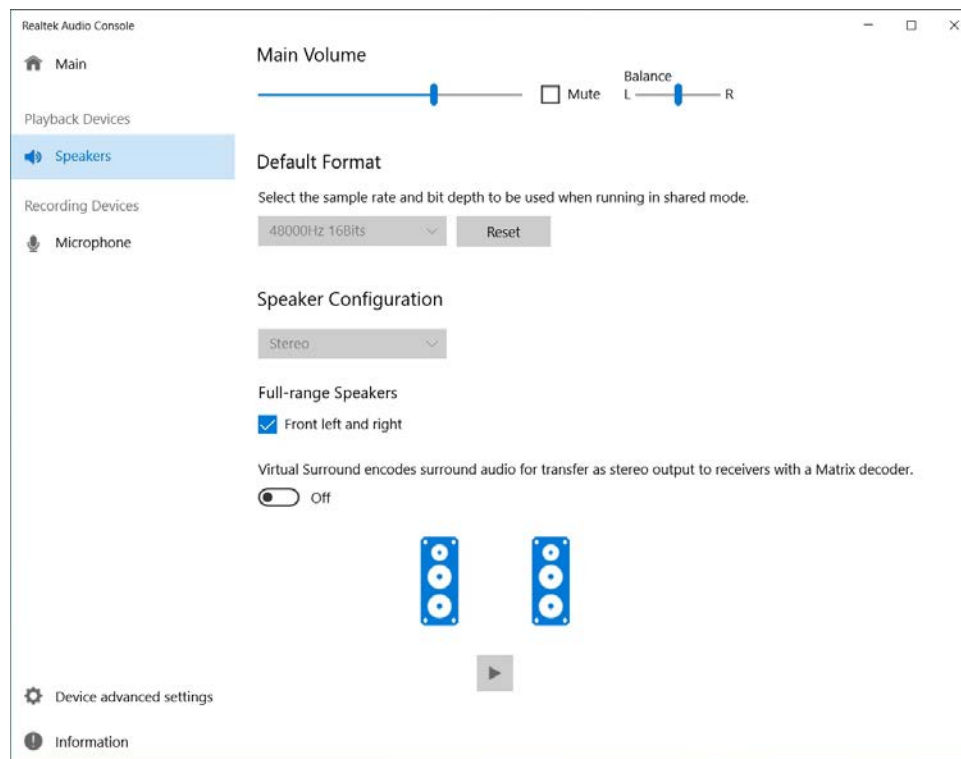 Realtek Audio Console
Main
Playback Devices
Speakers
Recording Devices
Microphone
Device advanced settings
Information
Main Volume
Mute
Balance
L R
Default Format
Select the sample rate and bit depth to be used when running in shared mode.
48000Hz 16Bits
Reset
Speaker Configuration
Stereo
Full-range Speakers
Front left and right
Virtual Surround encodes surround audio for transfer as stereo output to receivers with a Matrix decoder.
Off